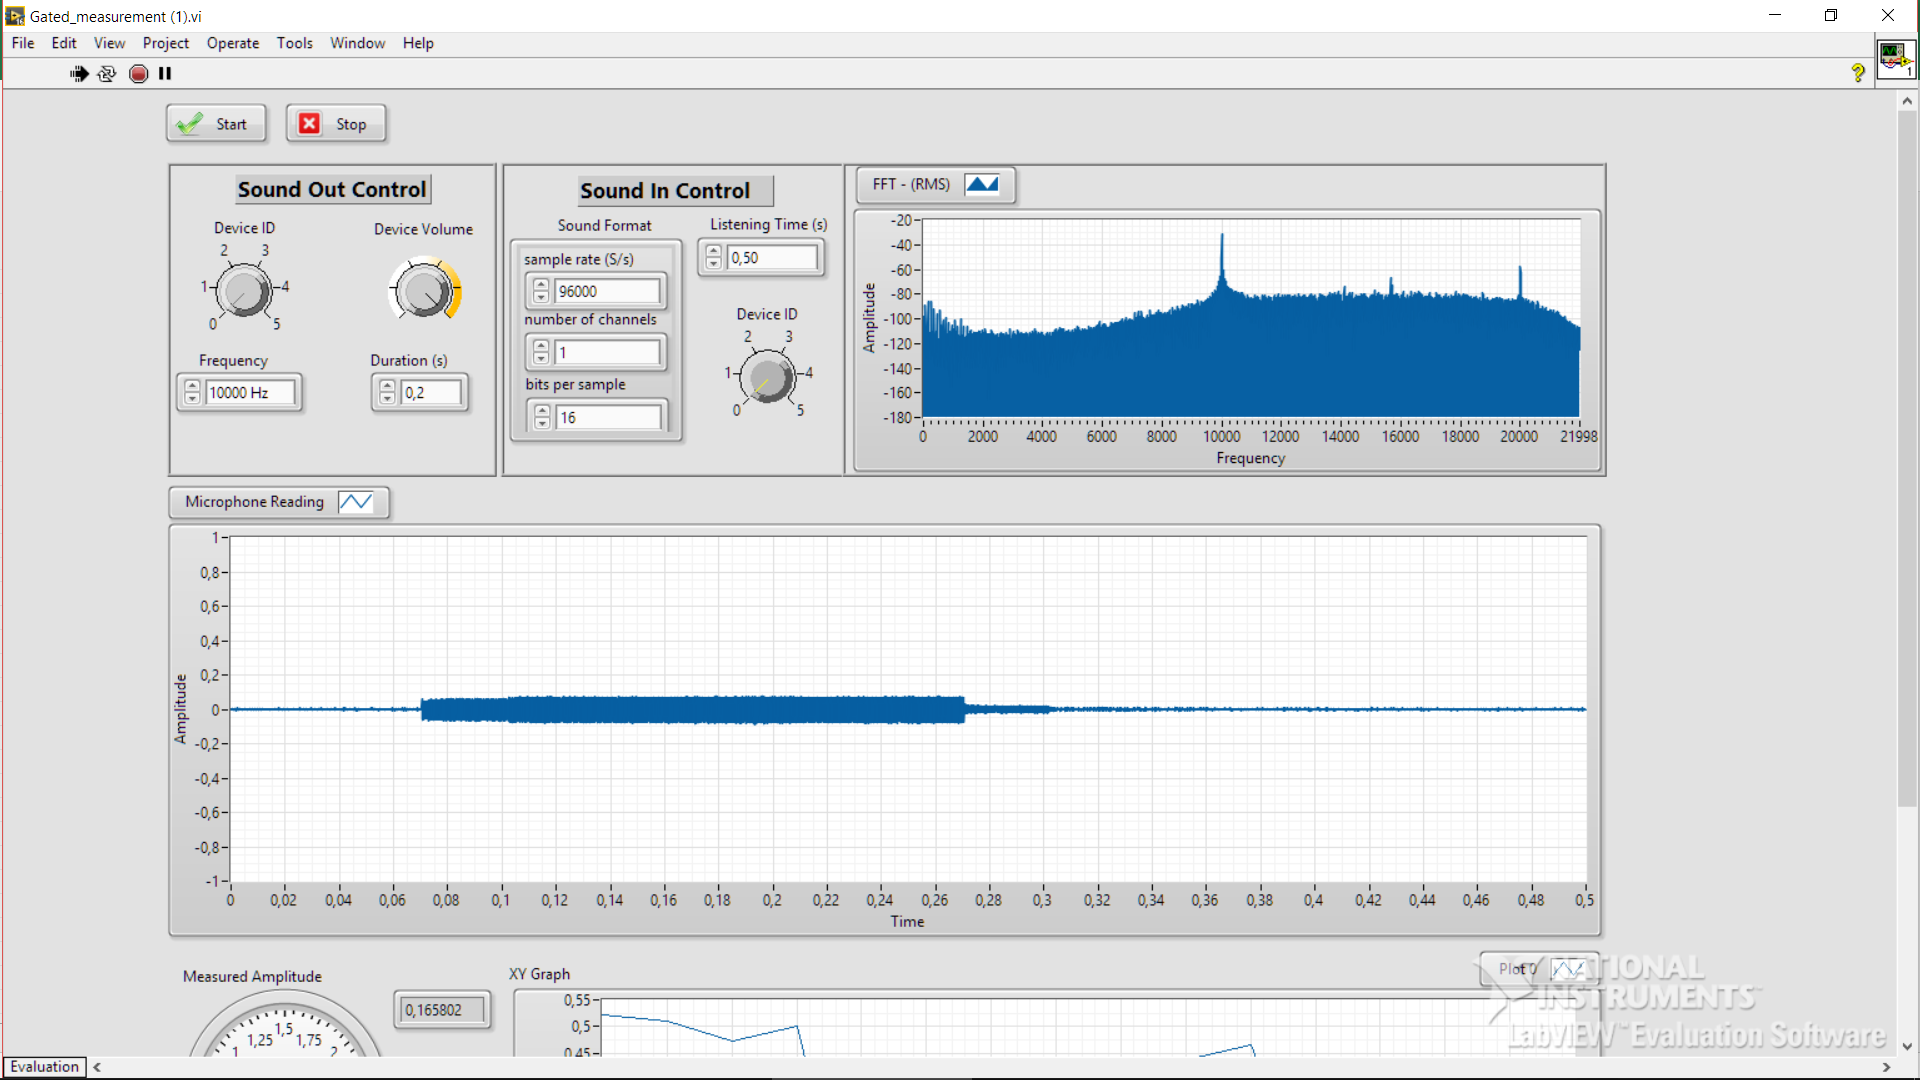 Gated_measurement (1).vi
File Edit View Project Operate Tools Window Help
Start Stop
Sound Out Control
Device ID
0 1 2 3 4 5
Device Volume
Frequency
10000 Hz
Duration (s)
0,2
Sound In Control
Sound Format
sample rate (S/s)
96000
number of channels
1
bits per sample
16
Listening Time (s)
0,50
Device ID
0 1 2 3 4 5
FFT - (RMS)
Amplitude
-20
-40
-60
-80
-100
-120
-140
-160
-180
0 2000 4000 6000 8000 10000 12000 14000 16000 18000 20000 21998
Frequency
Microphone Reading
Amplitude
1
0,8
0,6
0,4
0,2
0
-0,2
-0,4
-0,6
-0,8
-1
0 0,02 0,04 0,06 0,08 0,1 0,12 0,14 0,16 0,18 0,2 0,22 0,24 0,26 0,28 0,3 0,32 0,34 0,36 0,38 0,4 0,42 0,44 0,46 0,48 0,5
Time
Measured Amplitude
1 1,25 1,5 1,75 2
0,165802
XY Graph
Plot 0
0,55
0,5
0,45
NATIONAL
INSTRUMENTS™
LabVIEW™ Evaluation Software
Evaluation